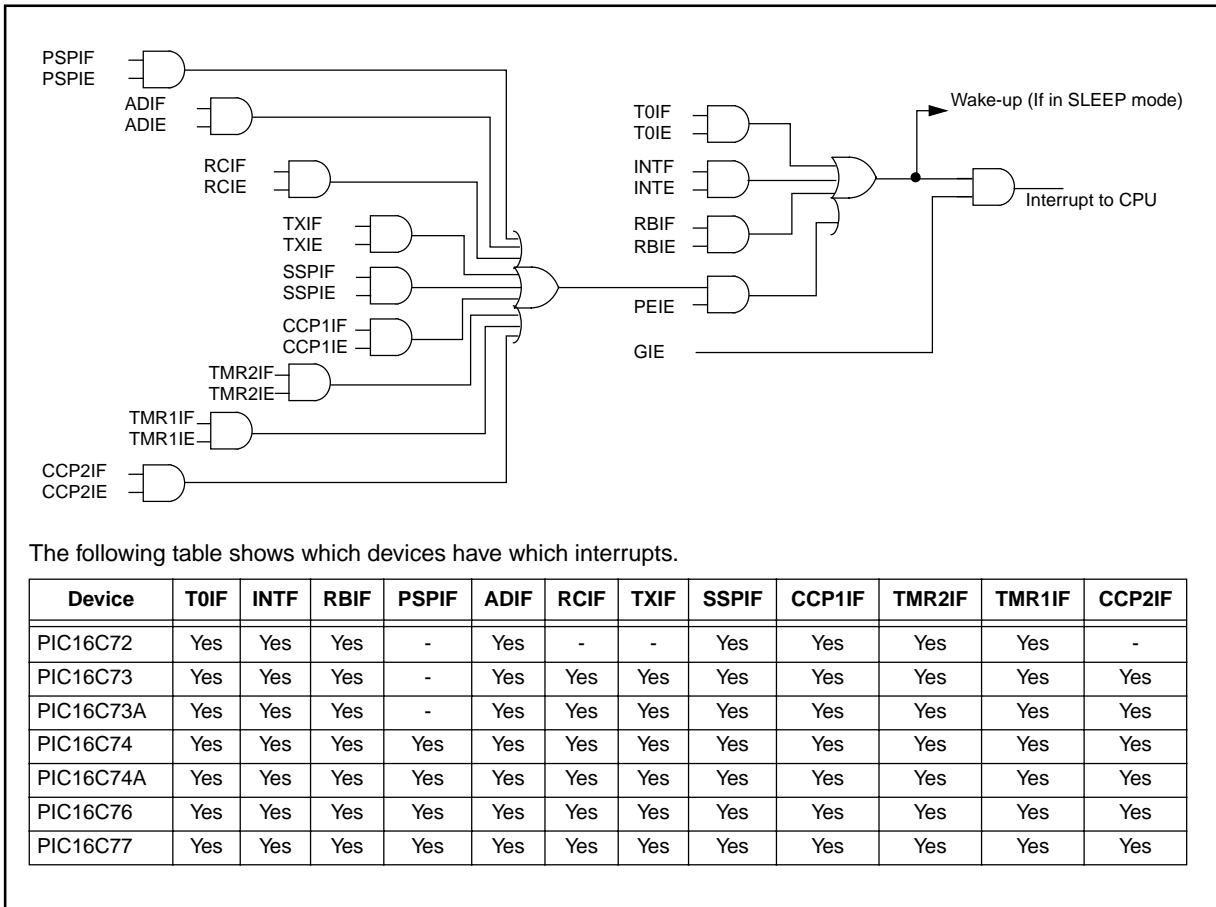 PSPIF
PSPIE
ADIF
ADIE
RCIF
RCIE
TXIF
TXIE
SSPIF
SSPIE
CCP1IF
CCP1IE
TMR2IF
TMR2IE
TMR1IF
TMR1IE
CCP2IF
CCP2IE
T0IF
T0IE
INTF
INTE
RBIF
RBIE
PEIE
GIE
Wake-up (If in SLEEP mode)
Interrupt to CPU
The following table shows which devices have which interrupts.
Device T0IF INTF RBIF PSPIF ADIF RCIF TXIF SSPIF CCP1IF TMR2IF TMR1IF CCP2IF
PIC16C72 Yes Yes Yes - Yes - - Yes Yes Yes Yes -
PIC16C73 Yes Yes Yes - Yes Yes Yes Yes Yes Yes Yes Yes
PIC16C73A Yes Yes Yes - Yes Yes Yes Yes Yes Yes Yes Yes
PIC16C74 Yes Yes Yes Yes Yes Yes Yes Yes Yes Yes Yes Yes
PIC16C74A Yes Yes Yes Yes Yes Yes Yes Yes Yes Yes Yes Yes
PIC16C76 Yes Yes Yes Yes Yes Yes Yes Yes Yes Yes Yes Yes
PIC16C77 Yes Yes Yes Yes Yes Yes Yes Yes Yes Yes Yes Yes